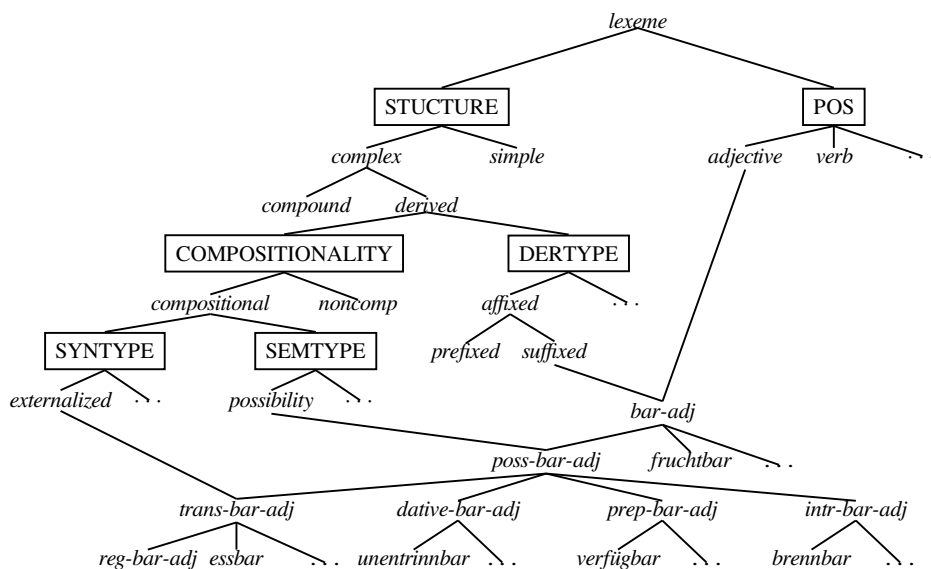 lexeme
STUCTURE POS
complex simple adjective verb ...
compound derived
COMPOSITIONALITY DERTYPE
compositional noncomp affixed ...
SYNTYPE SEMTYPE prefixed suffixed
externalized ... possibility ... bar-adj
poss-bar-adj fruchtbar ...
trans-bar-adj dative-bar-adj prep-bar-adj intr-bar-adj
reg-bar-adj essbar ... unentrinnbar ... verfügbar ... brennbar ...